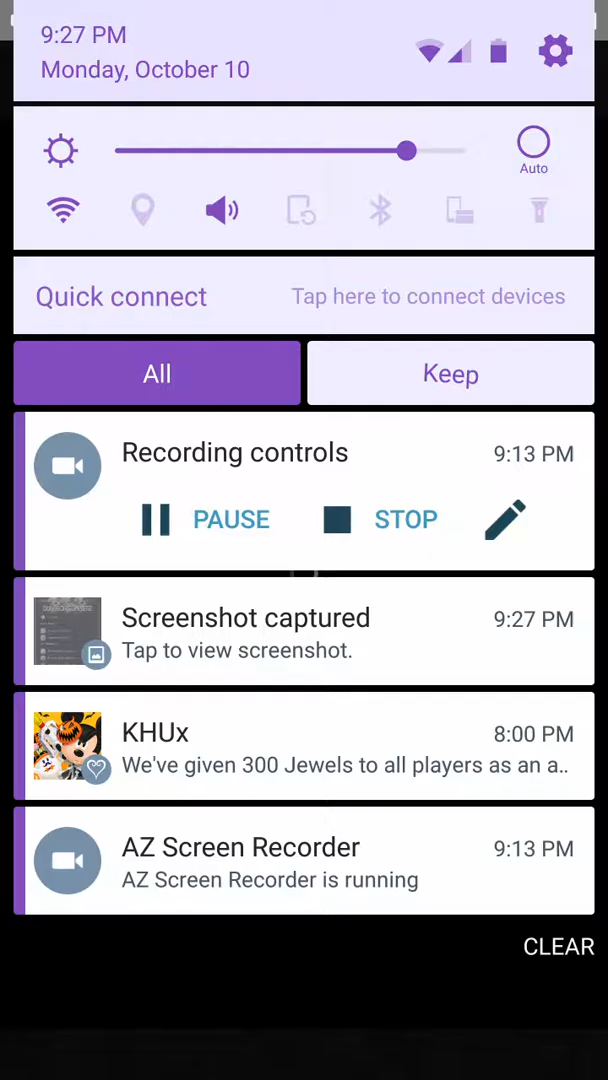 9:27 PM
Monday, October 10
Auto
Quick connect Tap here to connect devices
All Keep
Recording controls 9:13 PM
PAUSE STOP
Screenshot captured 9:27 PM
Tap to view screenshot.
KHUx 8:00 PM
We've given 300 Jewels to all players as an a..
AZ Screen Recorder 9:13 PM
AZ Screen Recorder is running
CLEAR